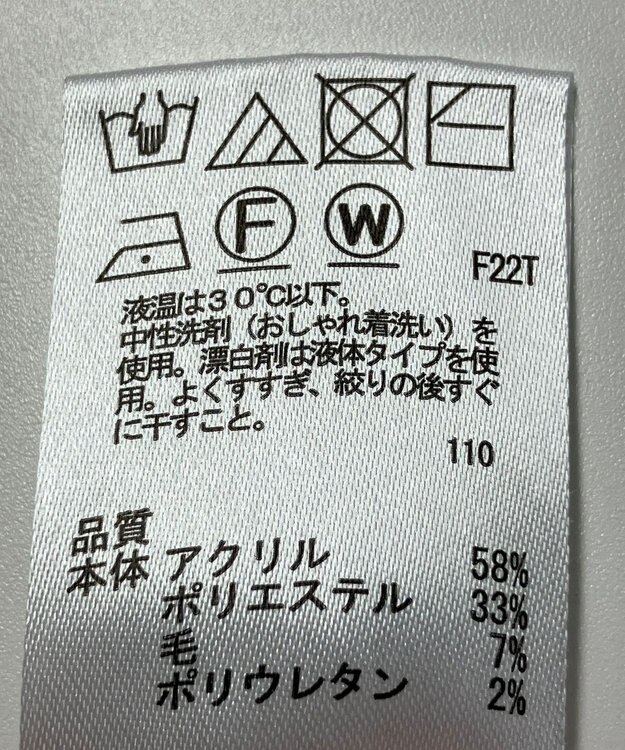 F W
F22T
液温は30℃以下。
中性洗剤（おしゃれ着洗い）を
使用。漂白剤は液体タイプを使
用。よくすすぎ、絞りの後すぐ
に干すこと。
110
品質
本体 アクリル 58%
ポリエステル 33%
毛 7%
ポリウレタン 2%